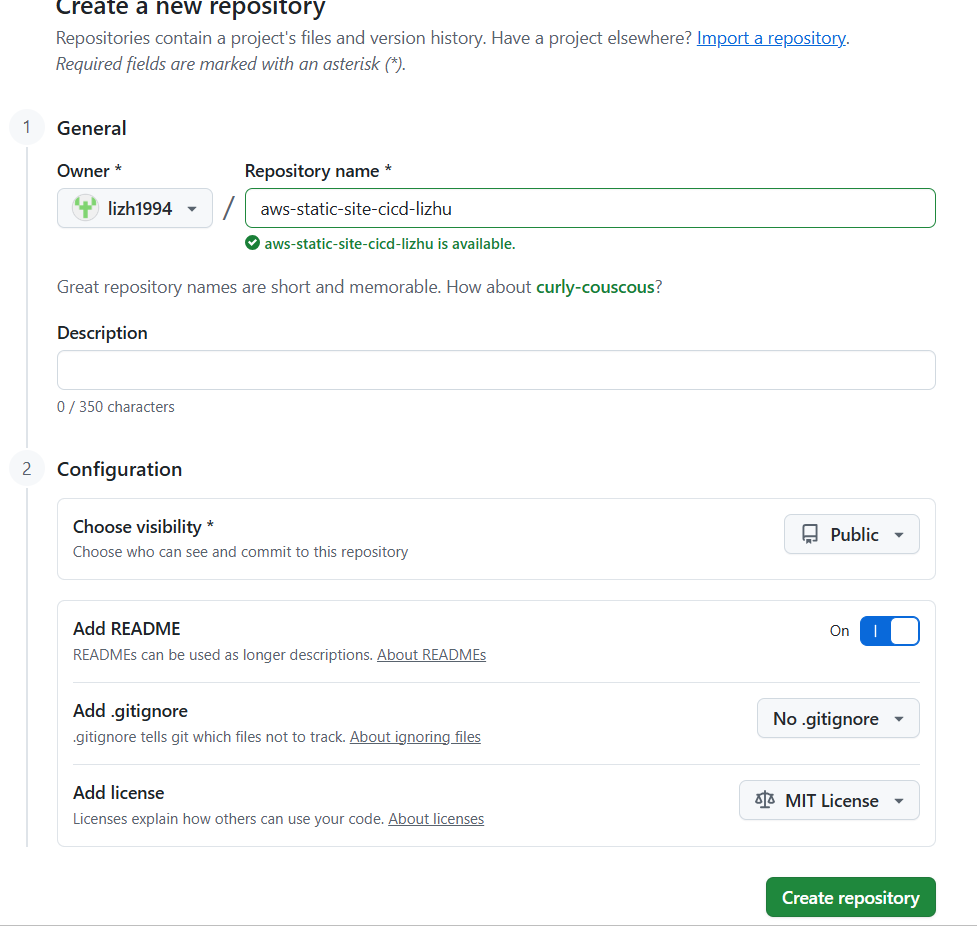 Create a new repository
Repositories contain a project's files and version history. Have a project elsewhere? Import a repository.
Required fields are marked with an asterisk (*).
1
General
Owner *
Repository name *
lizh1994
/
aws-static-site-cicd-lizhu
aws-static-site-cicd-lizhu is available.
Great repository names are short and memorable. How about curly-couscous?
Description
0 / 350 characters
2
Configuration
Choose visibility *
Choose who can see and commit to this repository
Public
Add README
READMEs can be used as longer descriptions. About READMEs
On
Add .gitignore
.gitignore tells git which files not to track. About ignoring files
No .gitignore
Add license
Licenses explain how others can use your code. About licenses
MIT License
Create repository